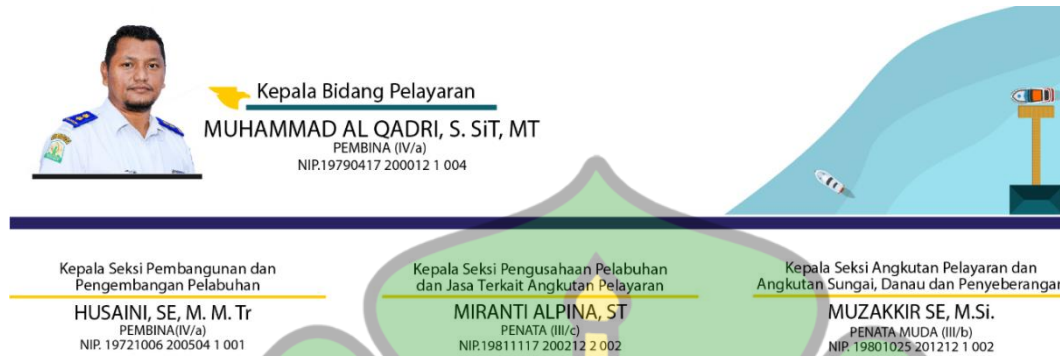 Kepala Bidang Pelayaran
MUHAMMAD AL QADRI, S. SiT, MT
PEMBINA (IV/a)
NIP.19790417 200012 1 004
Kepala Seksi Pembangunan dan
Pengembangan Pelabuhan
HUSAINI, SE, M. M. Tr
PEMBINA(IV/a)
NIP. 19721006 200504 1 001
Kepala Seksi Pengusahaan Pelabuhan
dan Jasa Terkait Angkutan Pelayaran
MIRANTI ALPINA, ST
PENATA (III/c)
NIP.19811117 200212 2 002
Kepala Seksi Angkutan Pelayaran dan
Angkutan Sungai, Danau dan Penyeberangan
MUZAKKIR SE, M.Si.
PENATA MUDA (III/b)
NIP. 19801025 201212 1 002